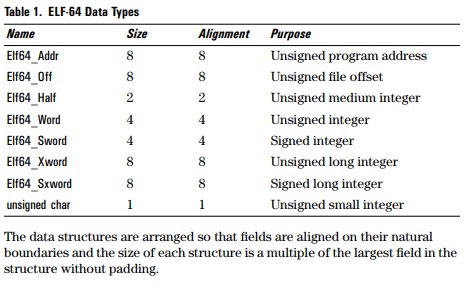 Table 1. ELF-64 Data Types
Name Size Alignment Purpose
Elf64_Addr 8 8 Unsigned program address
Elf64_Off 8 8 Unsigned file offset
Elf64_Half 2 2 Unsigned medium integer
Elf64_Word 4 4 Unsigned integer
Elf64_Sword 4 4 Signed integer
Elf64_Xword 8 8 Unsigned long integer
Elf64_Sxword 8 8 Signed long integer
unsigned char 1 1 Unsigned small integer
The data structures are arranged so that fields are aligned on their natural
boundaries and the size of each structure is a multiple of the largest field in the
structure without padding.